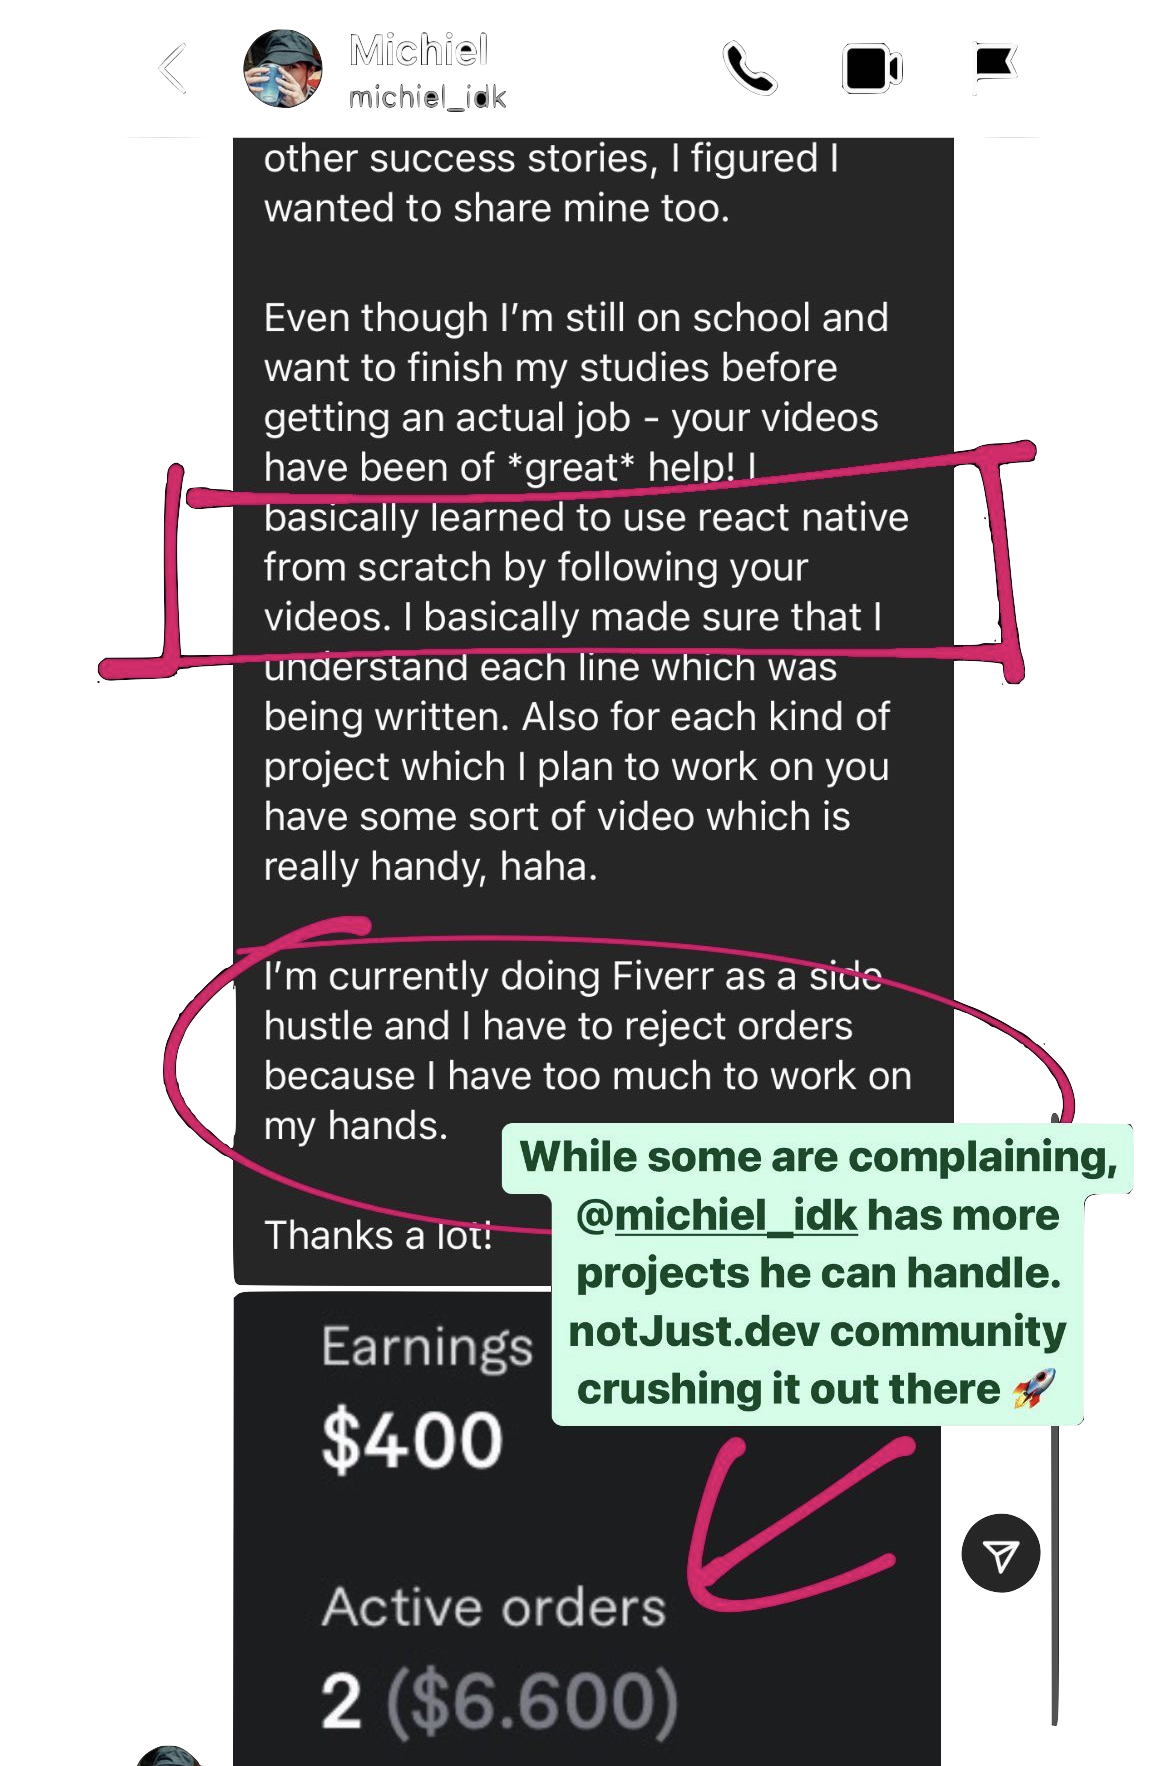 Michiel
michiel_idk
other success stories, I figured I
wanted to share mine too.
Even though I’m still on school and
want to finish my studies before
getting an actual job - your videos
have been of *great* help! I
basically learned to use react native
from scratch by following your
videos. I basically made sure that I
understand each line which was
being written. Also for each kind of
project which I plan to work on you
have some sort of video which is
really handy, haha.
I’m currently doing Fiverr as a side
hustle and I have to reject orders
because I have too much to work on
my hands.
Thanks a lot!
While some are complaining,
@michiel_idk has more
projects he can handle.
notJust.dev community
crushing it out there 🚀
Earnings
$400
Active orders
2 ($6.600)